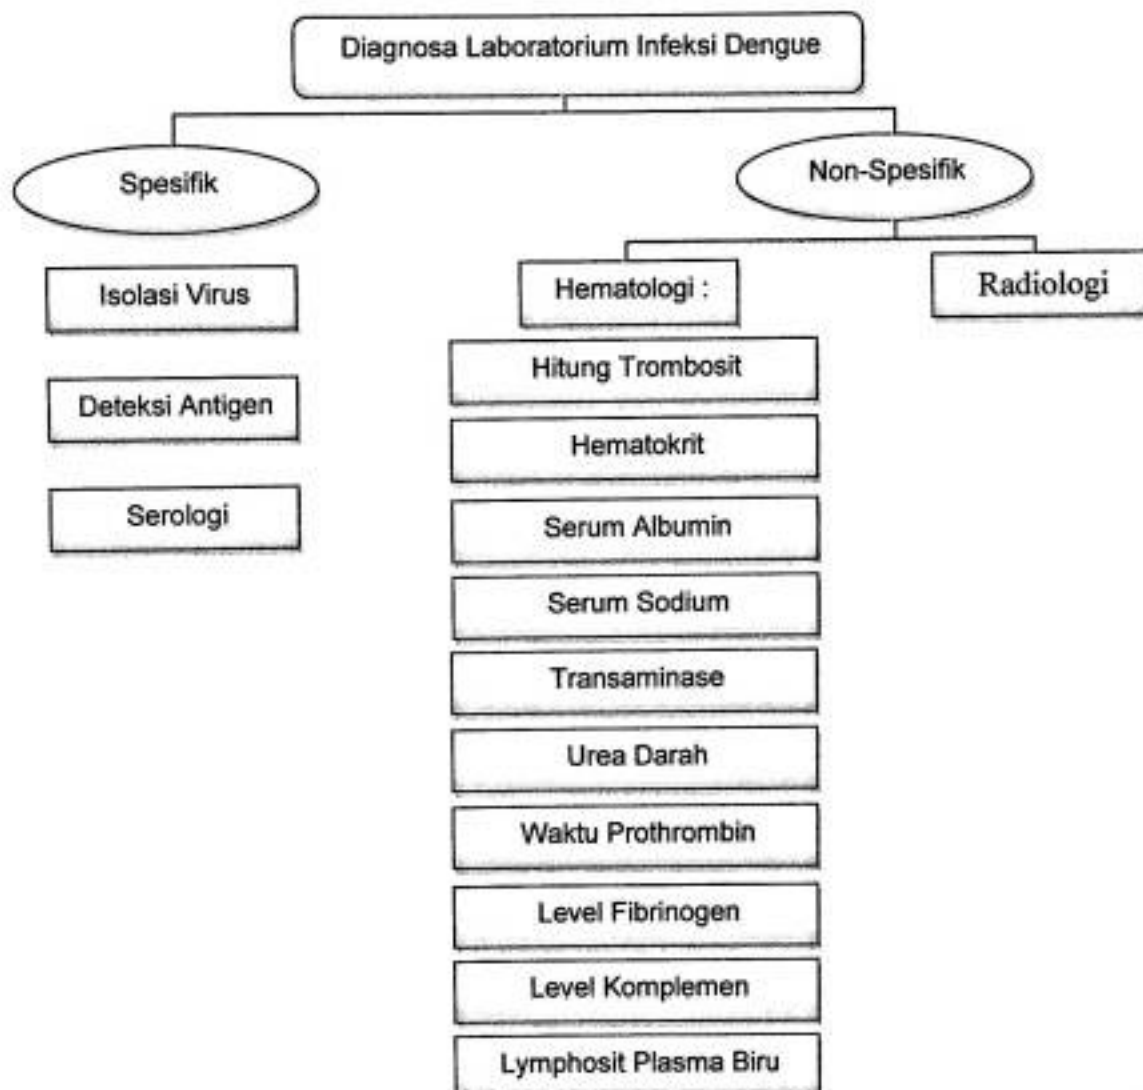 Diagnosa Laboratorium Infeksi Dengue
Spesifik
Non-Spesifik
Isolasi Virus
Deteksi Antigen
Serologi
Hematologi :
Radiologi
Hitung Trombosit
Hematokrit
Serum Albumin
Serum Sodium
Transaminase
Urea Darah
Waktu Prothrombin
Level Fibrinogen
Level Komplemen
Lymphosit Plasma Biru